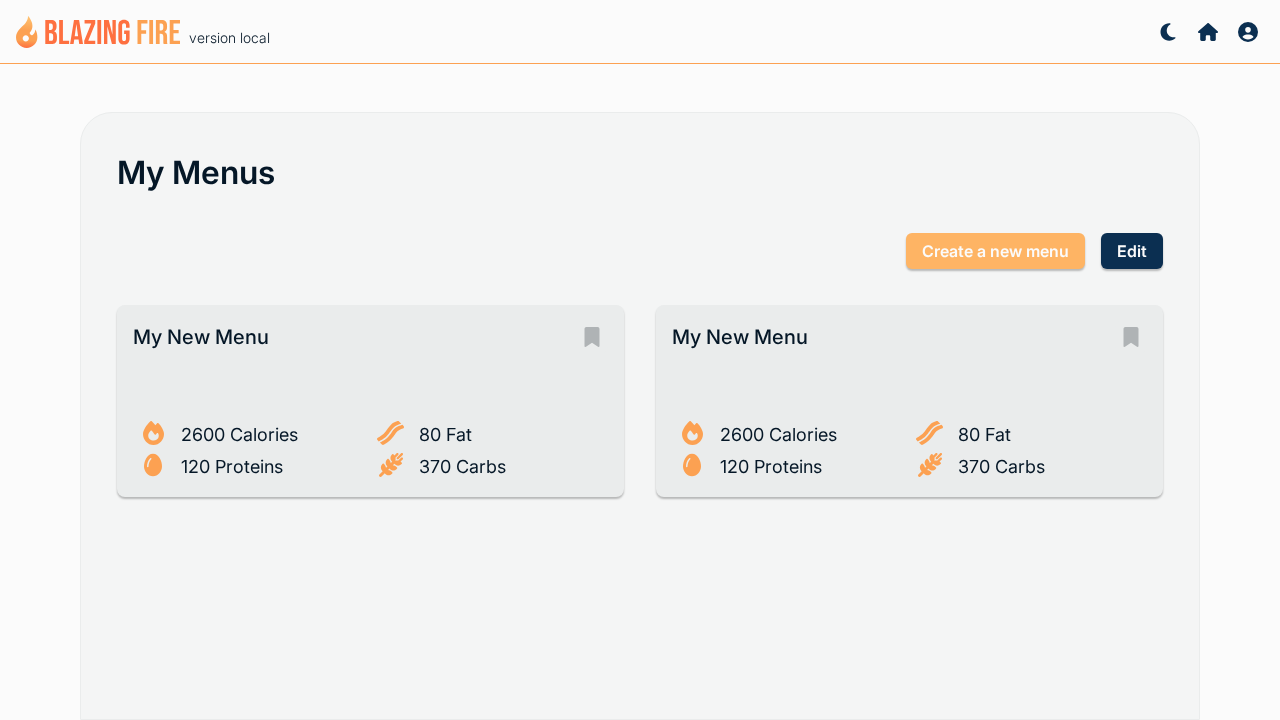 BLAZING FIRE version local
My Menus
Create a new menu Edit
My New Menu
2600 Calories 80 Fat
120 Proteins 370 Carbs
My New Menu
2600 Calories 80 Fat
120 Proteins 370 Carbs